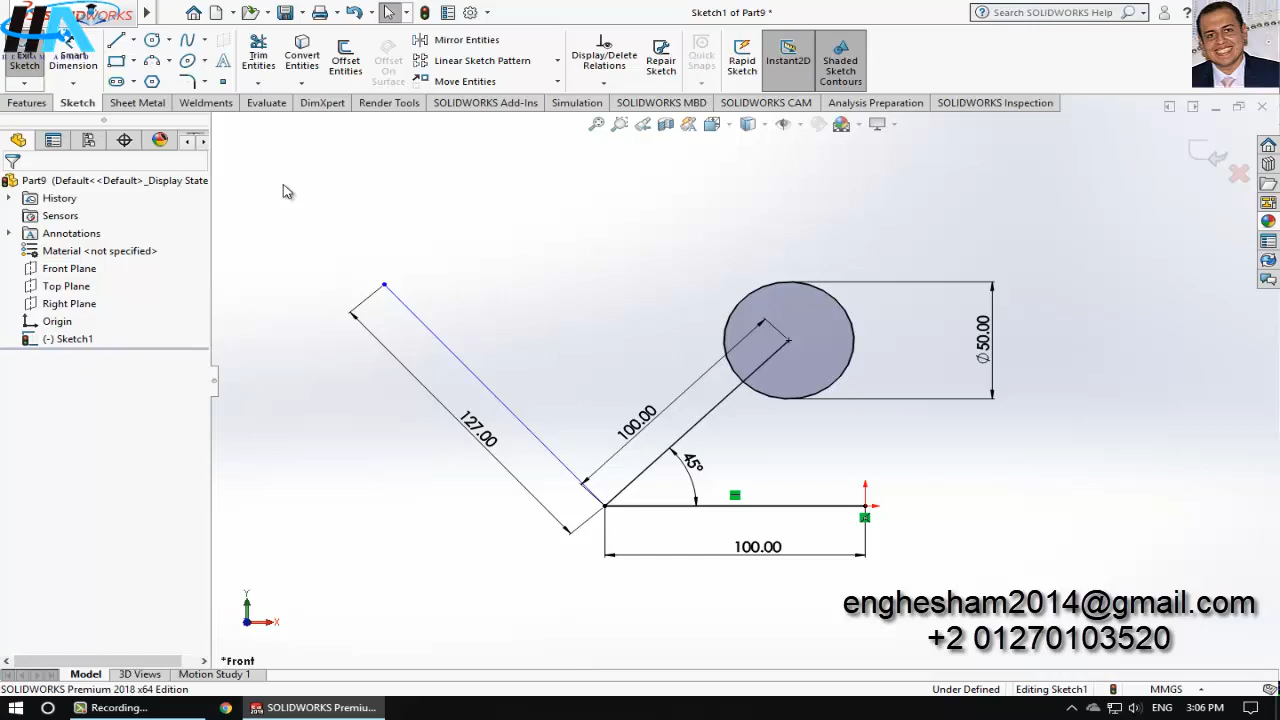 SOLIDWORKS
Sketch1 of Part9 *
Search SOLIDWORKS Help
HA
Exit Sketch
Smart Dimension
Trim Entities
Convert Entities
Offset Entities
Offset On Surface
Mirror Entities
Linear Sketch Pattern
Move Entities
Display/Delete Relations
Repair Sketch
Quick Snaps
Rapid Sketch
Instant2D
Shaded Sketch Contours
Features
Sketch
Sheet Metal
Weldments
Evaluate
DimXpert
Render Tools
SOLIDWORKS Add-Ins
Simulation
SOLIDWORKS MBD
SOLIDWORKS CAM
Analysis Preparation
SOLIDWORKS Inspection
Part9 (Default<<Default>_Display State
History
Sensors
Annotations
Material <not specified>
Front Plane
Top Plane
Right Plane
Origin
(-) Sketch1
127.00
100.00
45°
∅50.00
100.00
Y
X
enghesham2014@gmail.com
+2 01270103520
*Front
Model
3D Views
Motion Study 1
SOLIDWORKS Premium 2018 x64 Edition
Under Defined
Editing Sketch1
MMGS
Recording...
SOLIDWORKS Premiu...
ENG
3:06 PM